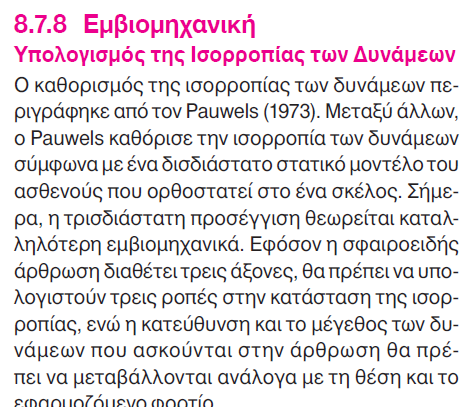 8.7.8 Εμβιομηχανική
Υπολογισμός της Ισορροπίας των Δυνάμεων
Ο καθορισμός της ισορροπίας των δυνάμεων πε-
ριγράφηκε από τον Pauwels (1973). Μεταξύ άλλων,
ο Pauwels καθόρισε την ισορροπία των δυνάμεων
σύμφωνα με ένα δισδιάστατο στατικό μοντέλο του
ασθενούς που ορθοστατεί στο ένα σκέλος. Σήμε-
ρα, η τρισδιάστατη προσέγγιση θεωρείται καταλ-
ληλότερη εμβιομηχανικά. Εφόσον η σφαιροειδής
άρθρωση διαθέτει τρεις άξονες, θα πρέπει να υπο-
λογιστούν τρεις ροπές στην κατάσταση της ισορ-
ροπίας, ενώ η κατεύθυνση και το μέγεθος των δυ-
νάμεων που ασκούνται στην άρθρωση θα πρέ-
πει να μεταβάλλονται ανάλογα με τη θέση και το
εφαρμοζόμενο φορτίο